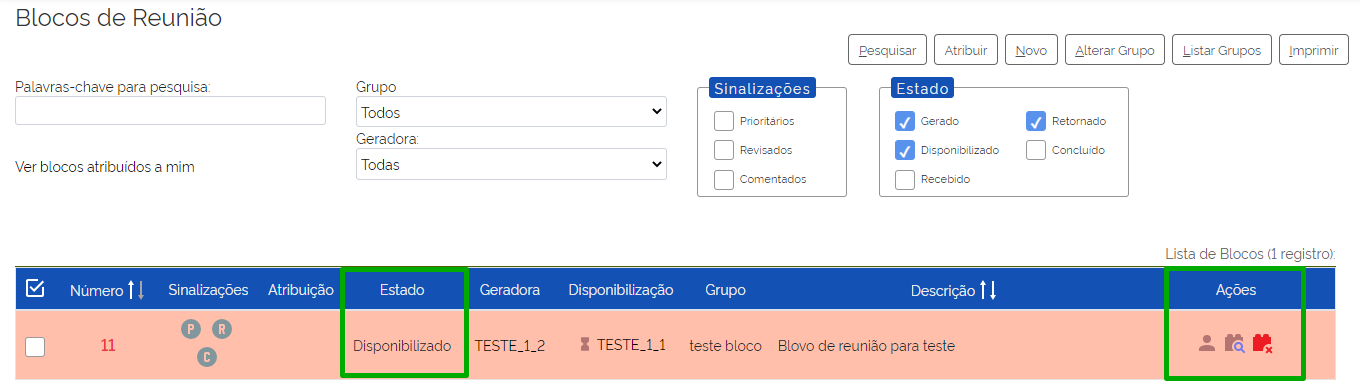 Blocos de Reunião
Pesquisar Atribuir Novo Alterar Grupo Listar Grupos Imprimir
Palavras-chave para pesquisa:
Grupo
Todos
Geradora:
Todas
Ver blocos atribuídos a mim
Sinalizações
Prioritários
Revisados
Comentados
Estado
Gerado Retornado
Disponibilizado Concluído
Recebido
Lista de Blocos (1 registro):
Número Sinalizações Atribuição Estado Geradora Disponibilização Grupo Descrição Ações
11 P R C Disponibilizado TESTE_1_2 TESTE_1_1 teste bloco Blovo de reunião para teste